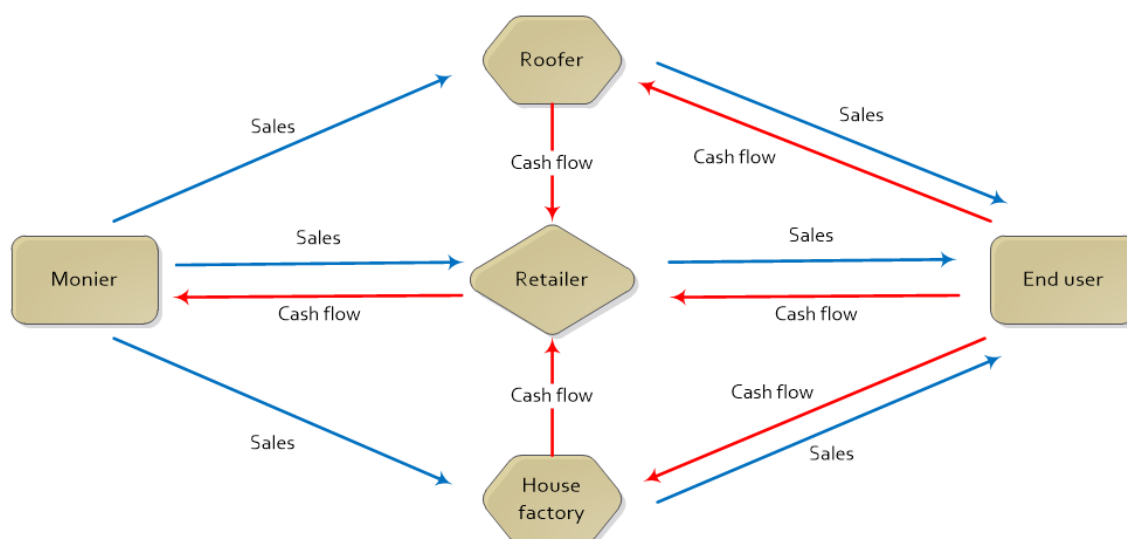 Roofer
Sales
Sales
Cash flow
Cash flow
Sales
Sales
Monier
Retailer
End user
Cash flow
Cash flow
Cash flow
Cash flow
Sales
Sales
House
factory